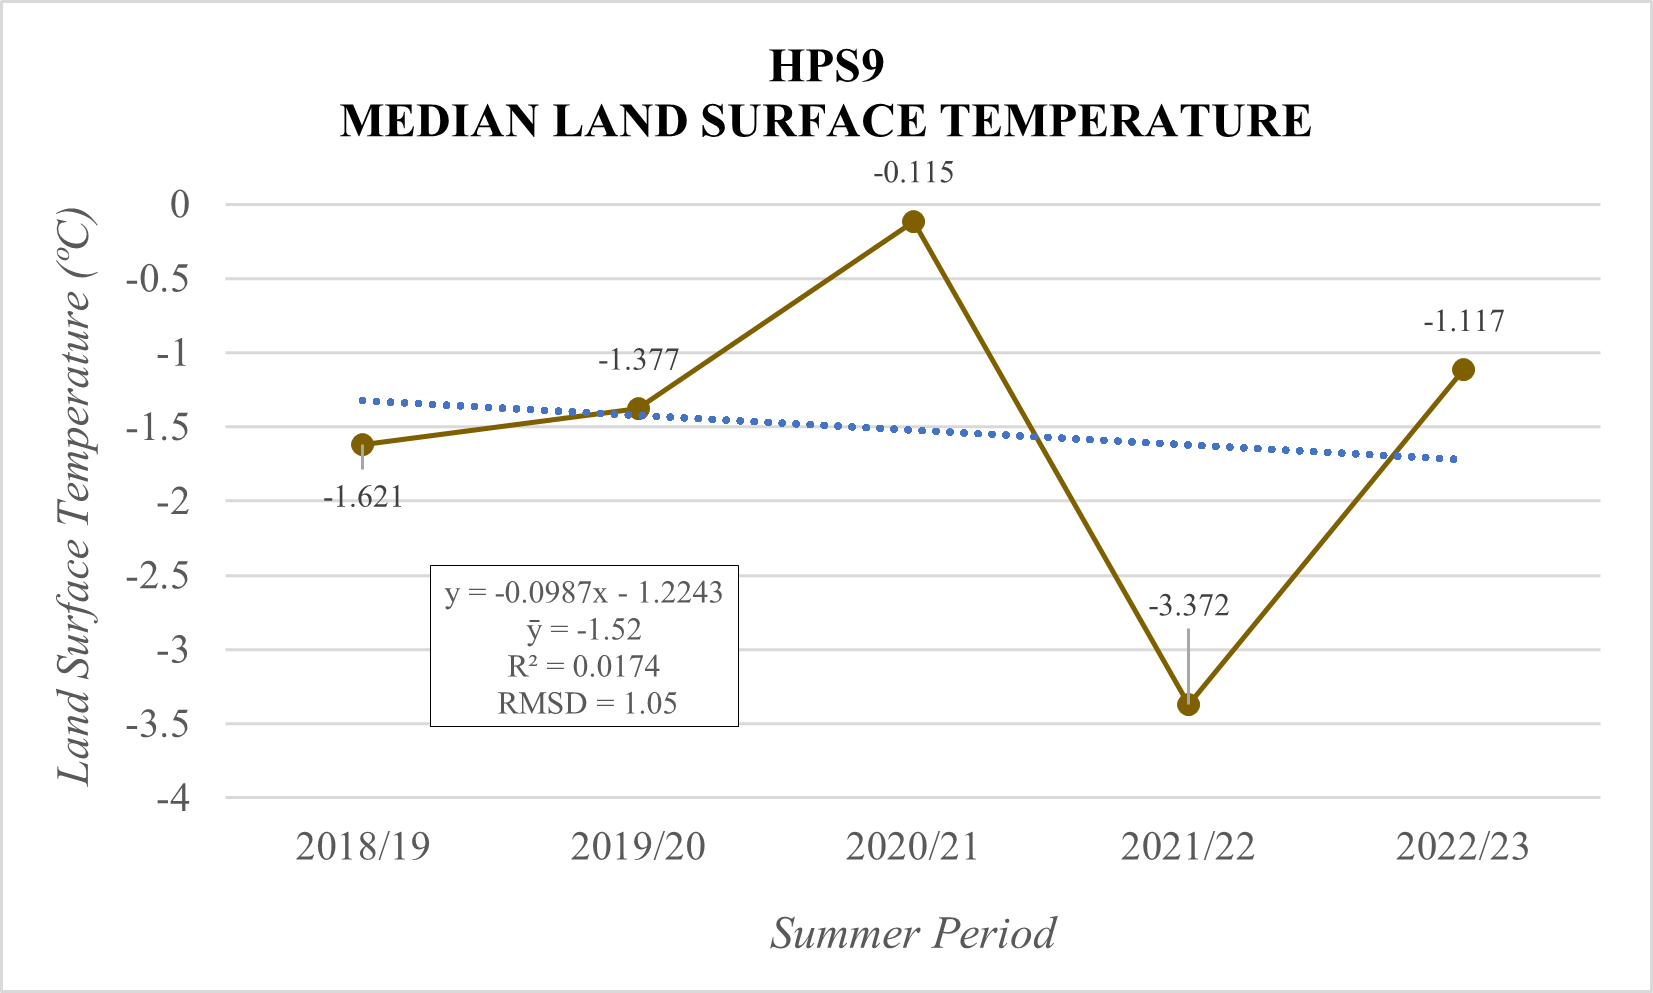 HPS9
MEDIAN LAND SURFACE TEMPERATURE
Land Surface Temperature (ºC)
0
-0.5
-1
-1.5
-2
-2.5
-3
-3.5
-4
-1.621
-1.377
-0.115
-3.372
-1.117
y = -0.0987x - 1.2243
ȳ = -1.52
R² = 0.0174
RMSD = 1.05
2018/19
2019/20
2020/21
2021/22
2022/23
Summer Period